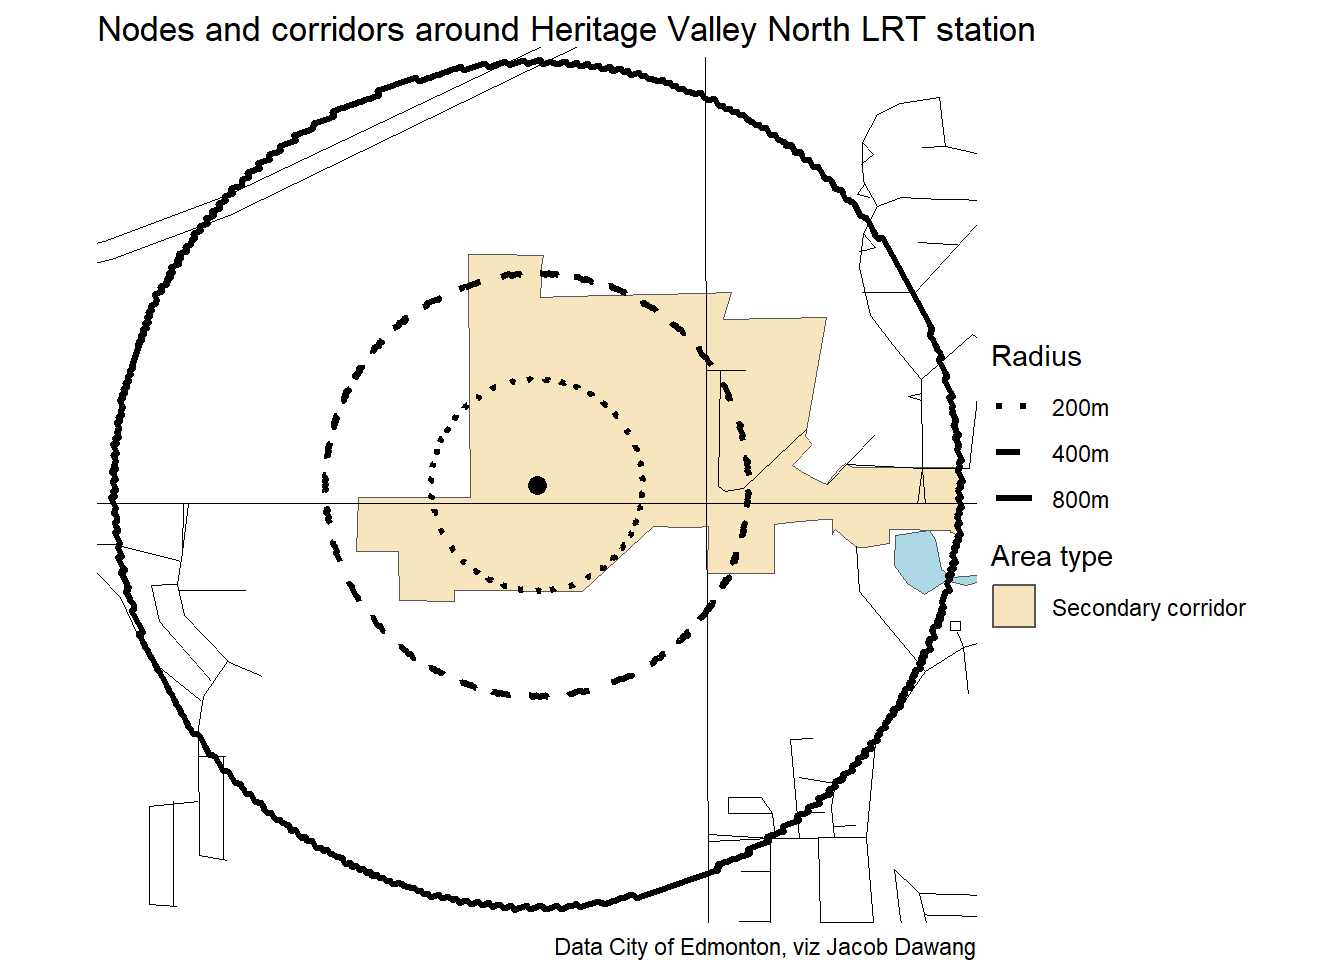 Nodes and corridors around Heritage Valley North LRT station
Radius
200m
400m
800m
Area type
Secondary corridor
Data City of Edmonton, viz Jacob Dawang